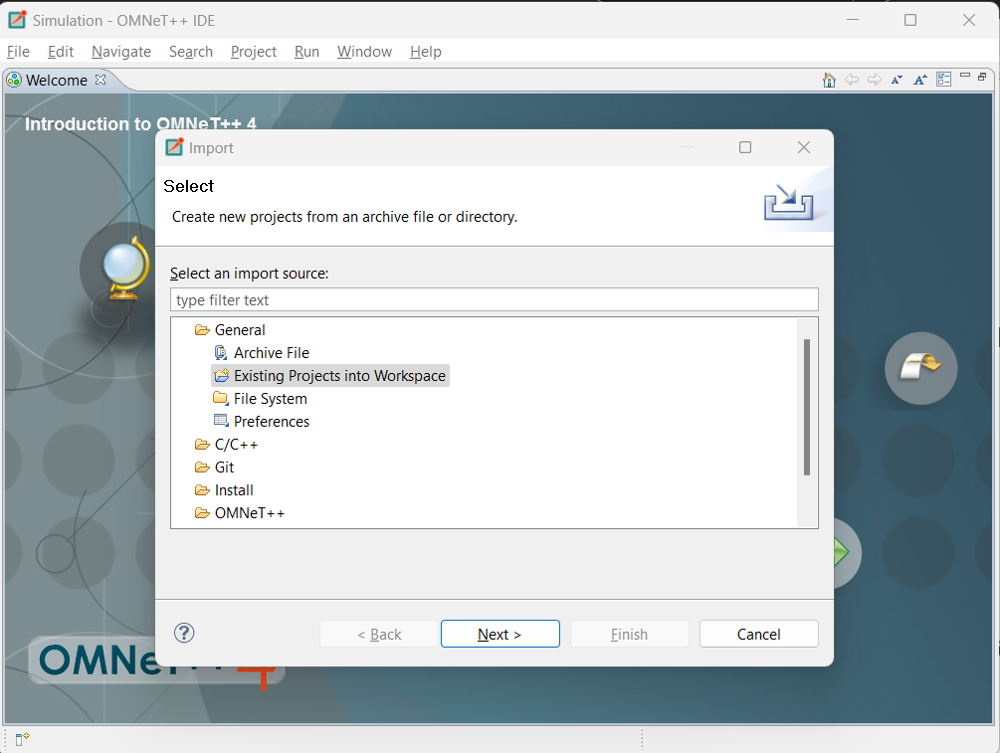 Simulation - OMNeT++ IDE
File Edit Navigate Search Project Run Window Help
Welcome
Introduction to OMNeT++ 4
Import
Select
Create new projects from an archive file or directory.
Select an import source:
type filter text
General
Archive File
Existing Projects into Workspace
File System
Preferences
C/C++
Git
Install
OMNeT++
< Back Next > Finish Cancel
OMNeT++ 4